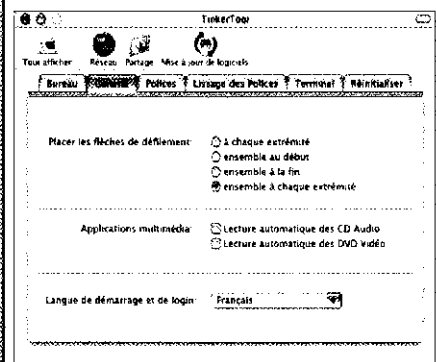 TinkerTool
Tout afficher Réseau Partage Mise à jour de logiciels
Bureau Général Polices Lissage des Polices Terminal Réinitialiser
Placer les flèches de défilement: à chaque extrémité
ensemble au début
ensemble à la fin
ensemble à chaque extrémité
Applications multimédia: Lecture automatique des CD Audio
Lecture automatique des DVD Vidéo
Langue de démarrage et de login: Français